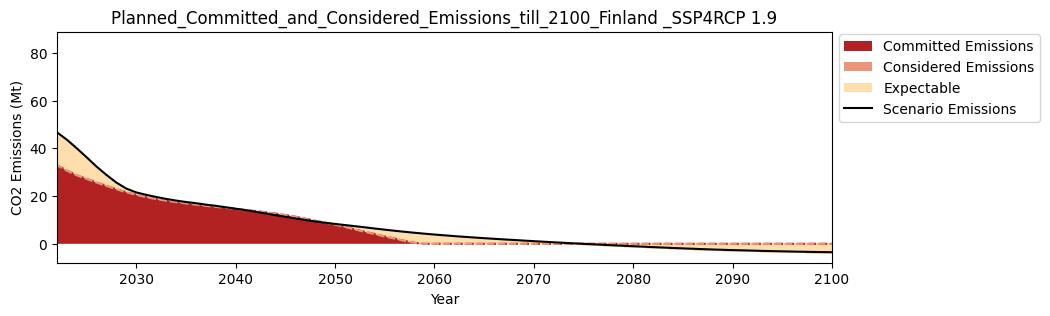 Planned_Committed_and_Considered_Emissions_till_2100_Finland _SSP4RCP 1.9
CO2 Emissions (Mt)
80
60
40
20
0
2030 2040 2050 2060 2070 2080 2090 2100
Year
Committed Emissions
Considered Emissions
Expectable
Scenario Emissions